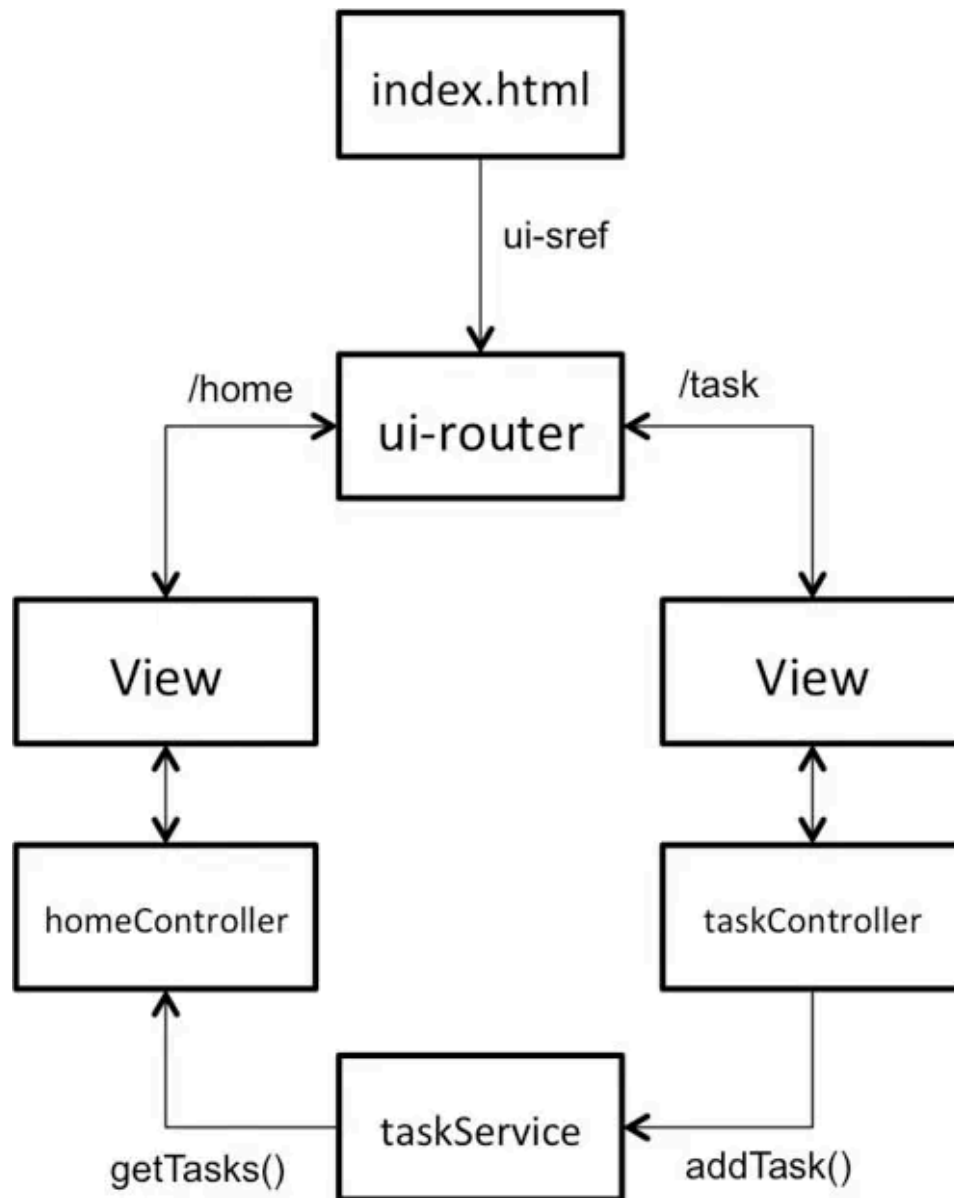 index.html
ui-sref
/home
/task
ui-router
View
View
homeController
taskController
taskService
getTasks()
addTask()